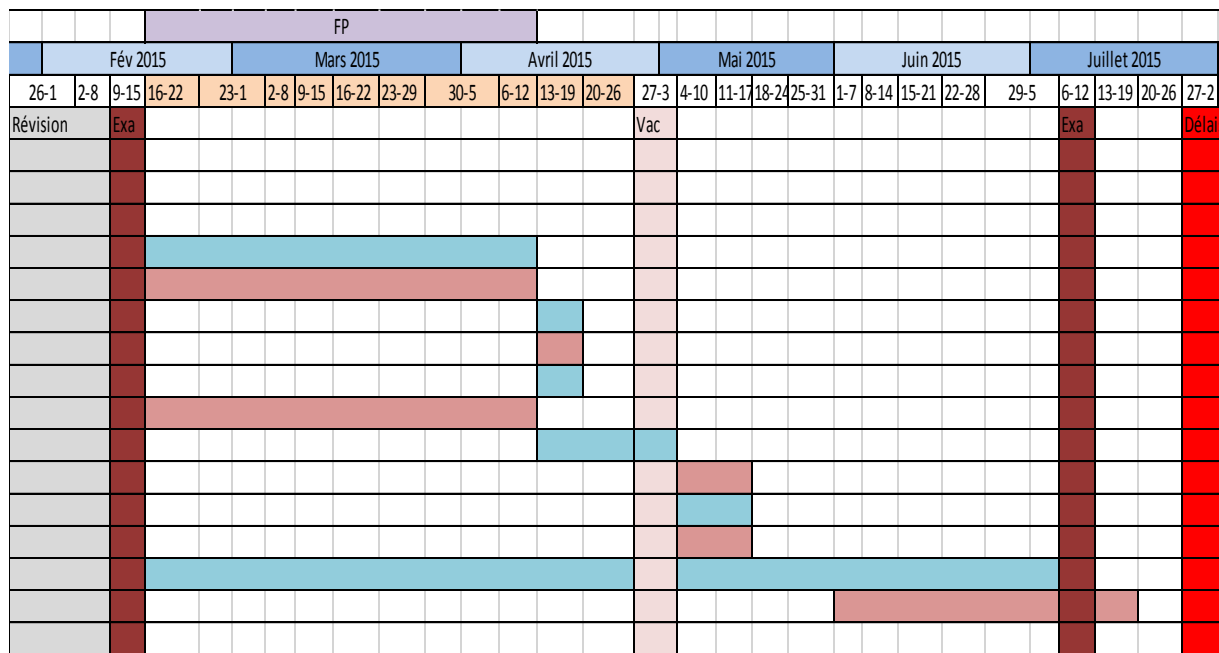 FP
Fév 2015 Mars 2015 Avril 2015 Mai 2015 Juin 2015 Juillet 2015
26-1 2-8 9-15 16-22 23-1 2-8 9-15 16-22 23-29 30-5 6-12 13-19 20-26 27-3 4-10 11-17 18-24 25-31 1-7 8-14 15-21 22-28 29-5 6-12 13-19 20-26 27-2
Révision Exa Vac Exa Délai